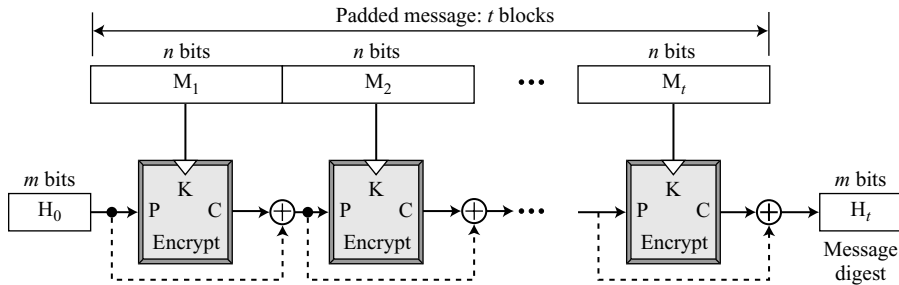 Padded message: t blocks
n bits n bits n bits
M1 M2 ••• Mt
m bits K K K m bits
H0 P C + P C + ••• P C + Ht
Encrypt Encrypt Encrypt
Message
digest